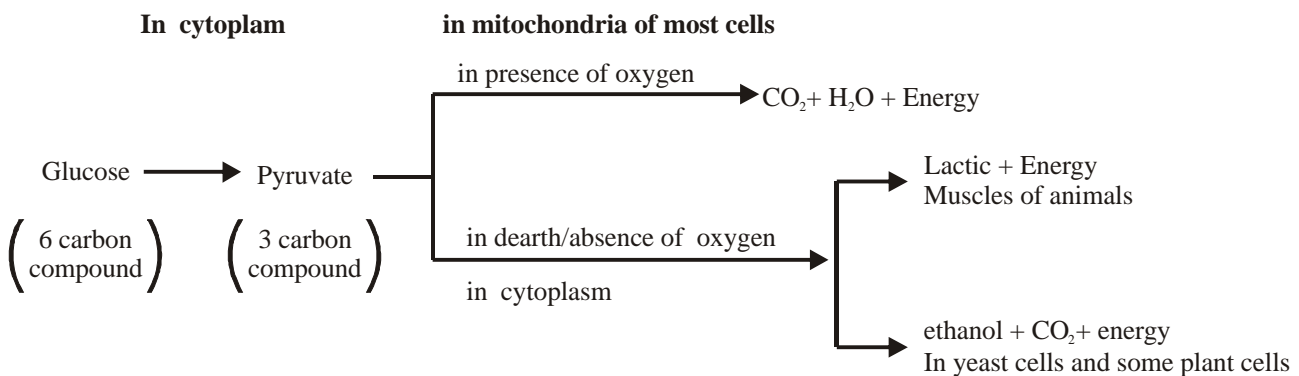 In cytoplam
in mitochondria of most cells
in presence of oxygen
CO₂+ H₂O + Energy
Glucose
Pyruvate
Lactic + Energy
Muscles of animals
6 carbon
compound
3 carbon
compound
in dearth/absence of oxygen
in cytoplasm
ethanol + CO₂+ energy
In yeast cells and some plant cells